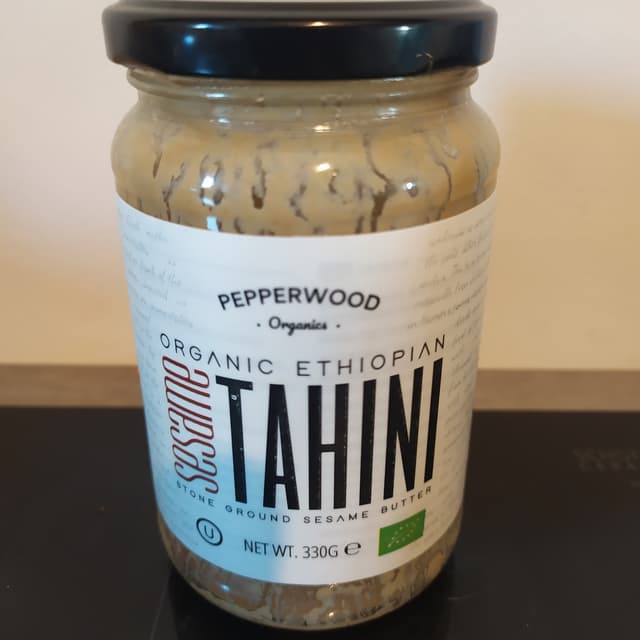 PEPPERWOOD
· Organics ·
ORGANIC ETHIOPIAN
sesame
TAHINI
STONE GROUND SESAME BUTTER
U
NET WT. 330G ℮